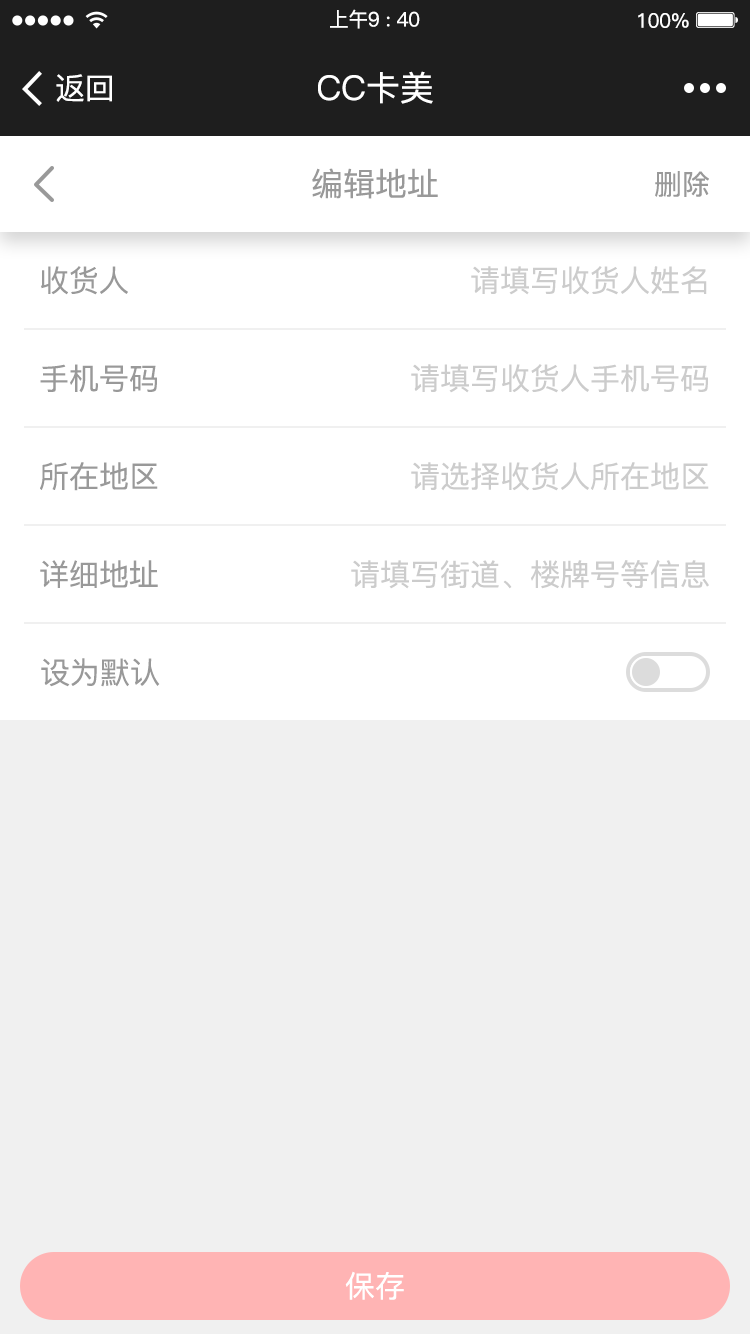 上午9 : 40
100%
返回
CC卡美
编辑地址
删除
收货人
请填写收货人姓名
手机号码
请填写收货人手机号码
所在地区
请选择收货人所在地区
详细地址
请填写街道、楼牌号等信息
设为默认
保存